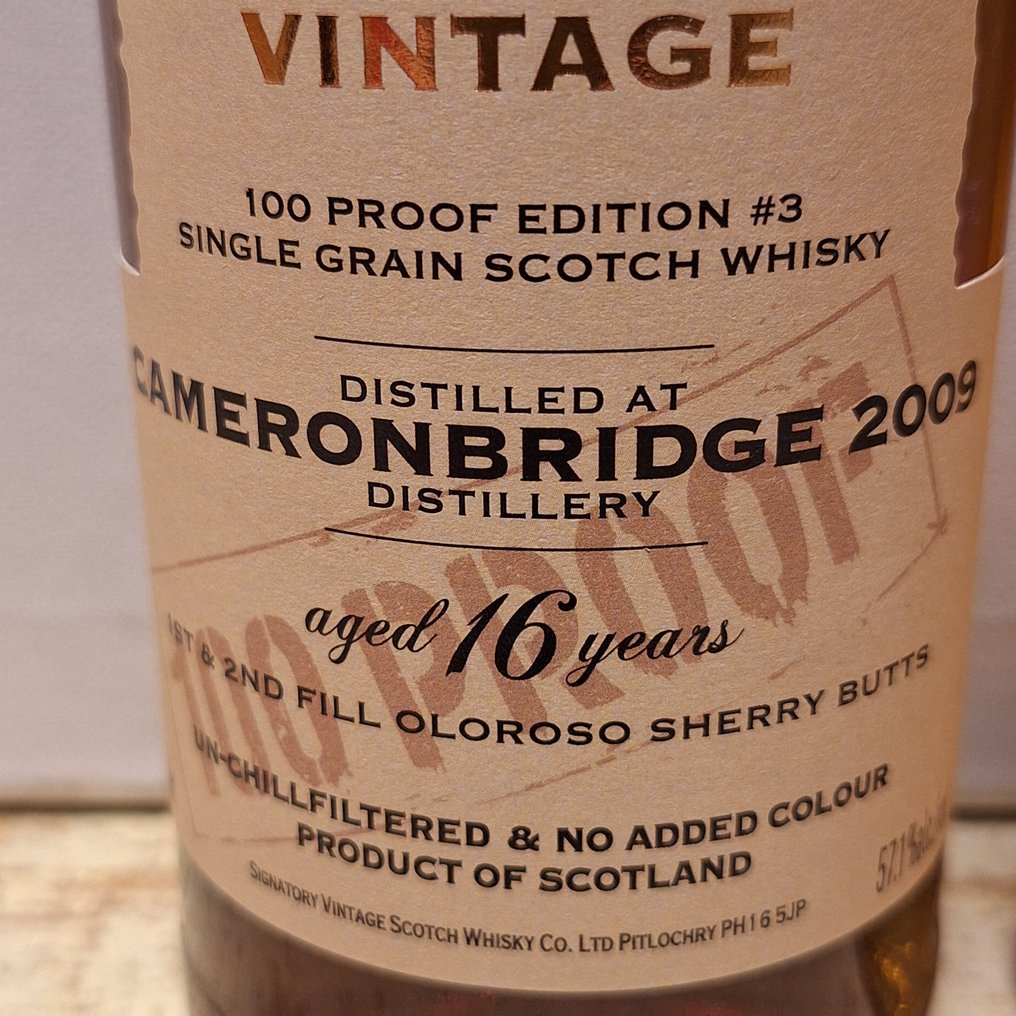 VINTAGE
100 PROOF EDITION #3
SINGLE GRAIN SCOTCH WHISKY
DISTILLED AT
CAMERONBRIDGE 2009
DISTILLERY
100 PROOF
aged 16 years
1ST & 2ND FILL OLOROSO SHERRY BUTTS
UN-CHILLFILTERED & NO ADDED COLOUR
PRODUCT OF SCOTLAND
57.1%
SIGNATORY VINTAGE SCOTCH WHISKY CO. LTD PITLOCHRY PH16 5JP